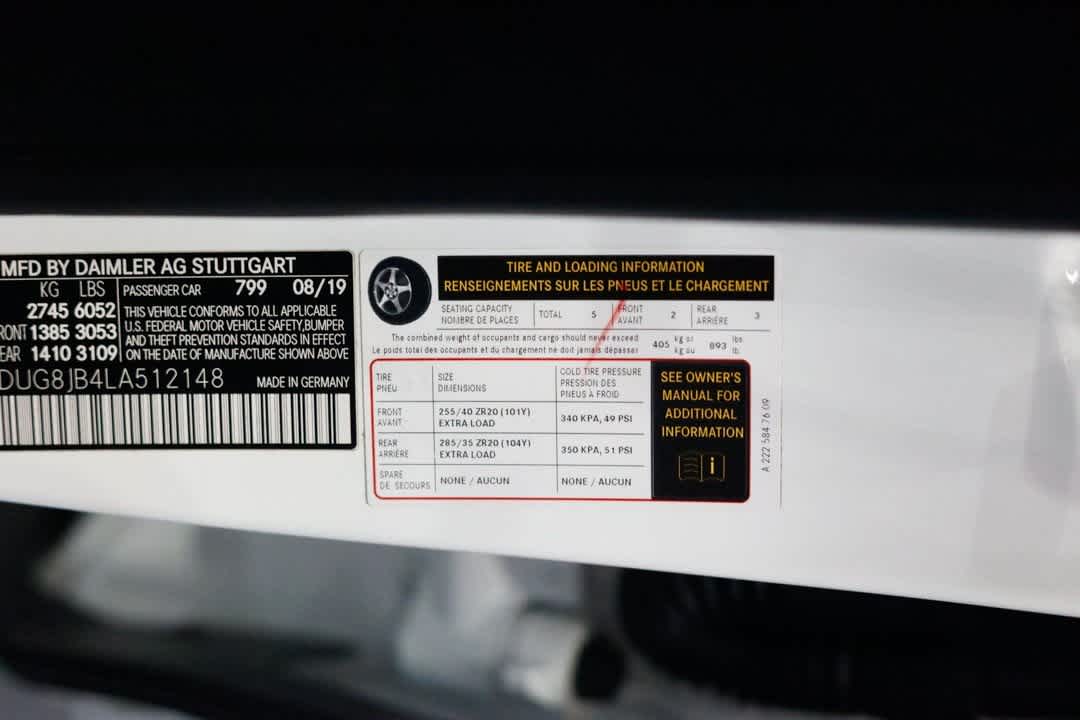 MFD BY DAIMLER AG STUTTGART
KG LBS
2745 6052
RONT 1385 3053
EAR 1410 3109
PASSENGER CAR 799 08/19
THIS VEHICLE CONFORMS TO ALL APPLICABLE
U.S. FEDERAL MOTOR VEHICLE SAFETY, BUMPER
AND THEFT PREVENTION STANDARDS IN EFFECT
ON THE DATE OF MANUFACTURE SHOWN ABOVE
DUG8JB4LA512148 MADE IN GERMANY
TIRE AND LOADING INFORMATION
RENSEIGNEMENTS SUR LES PNEUS ET LE CHARGEMENT
SEATING CAPACITY
NOMBRE DE PLACES
TOTAL 5
FRONT
AVANT
2
REAR
ARRIÈRE
3
The combined weight of occupants and cargo should never exceed
Le poids total des occupants et du chargement ne doit jamais dépasser
405 kg or
kg ou
893 lbs.
lb.
TIRE
PNEU
SIZE
DIMENSIONS
COLD TIRE PRESSURE
PRESSION DES
PNEUS À FROID
FRONT
AVANT
255/40 ZR20 (101Y)
EXTRA LOAD
340 KPA, 49 PSI
REAR
ARRIÈRE
285/35 ZR20 (104Y)
EXTRA LOAD
350 KPA, 51 PSI
SPARE
DE SECOURS
NONE / AUCUN
NONE / AUCUN
SEE OWNER'S
MANUAL FOR
ADDITIONAL
INFORMATION
i
A 222 584 76 09